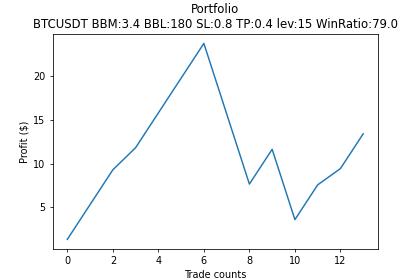 Portfolio
BTCUSDT BBM:3.4 BBL:180 SL:0.8 TP:0.4 lev:15 WinRatio:79.0
20
15
10
5
Profit ($)
0 2 4 6 8 10 12
Trade counts